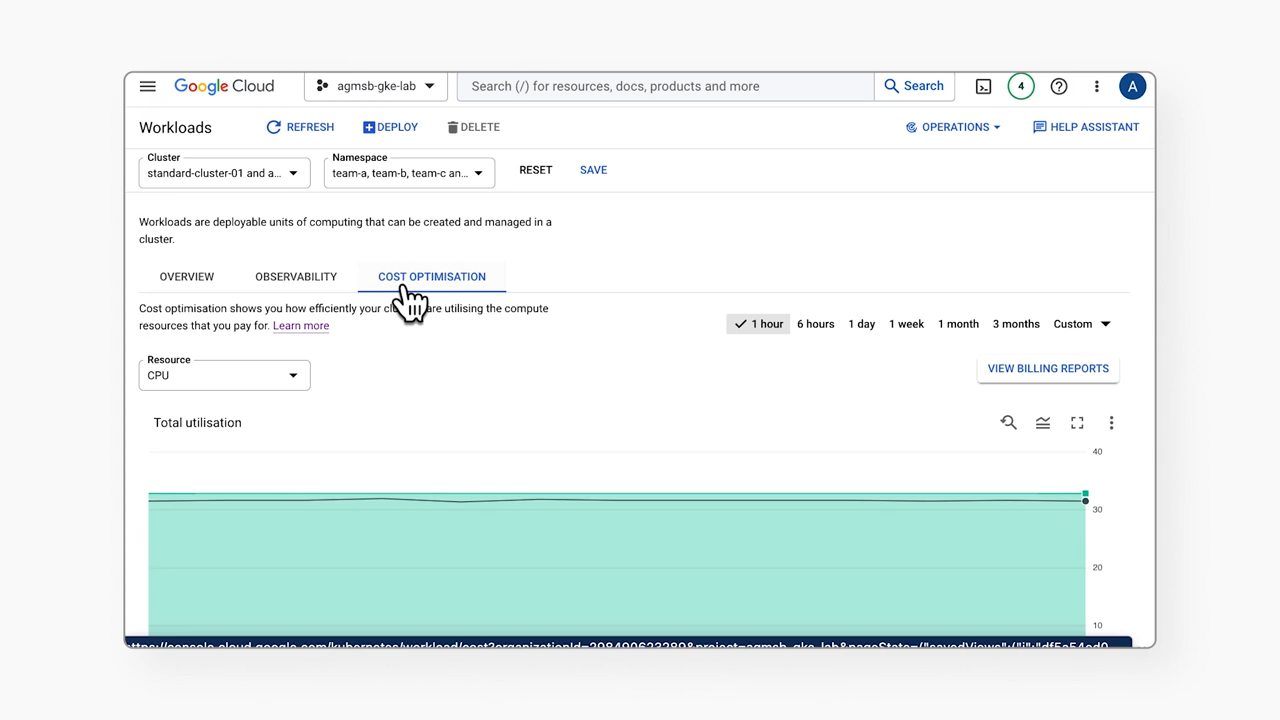 Google Cloud
agmsb-gke-lab
Search (/) for resources, docs, products and more
Search
4
A
Workloads
REFRESH
DEPLOY
DELETE
OPERATIONS
HELP ASSISTANT
Cluster
standard-cluster-01 and a...
Namespace
team-a, team-b, team-c an...
RESET
SAVE
Workloads are deployable units of computing that can be created and managed in a
cluster.
OVERVIEW
OBSERVABILITY
COST OPTIMISATION
Cost optimisation shows you how efficiently your are utilising the compute
resources that you pay for. Learn more
1 hour
6 hours
1 day
1 week
1 month
3 months
Custom
Resource
CPU
VIEW BILLING REPORTS
Total utilisation
40
30
20
10